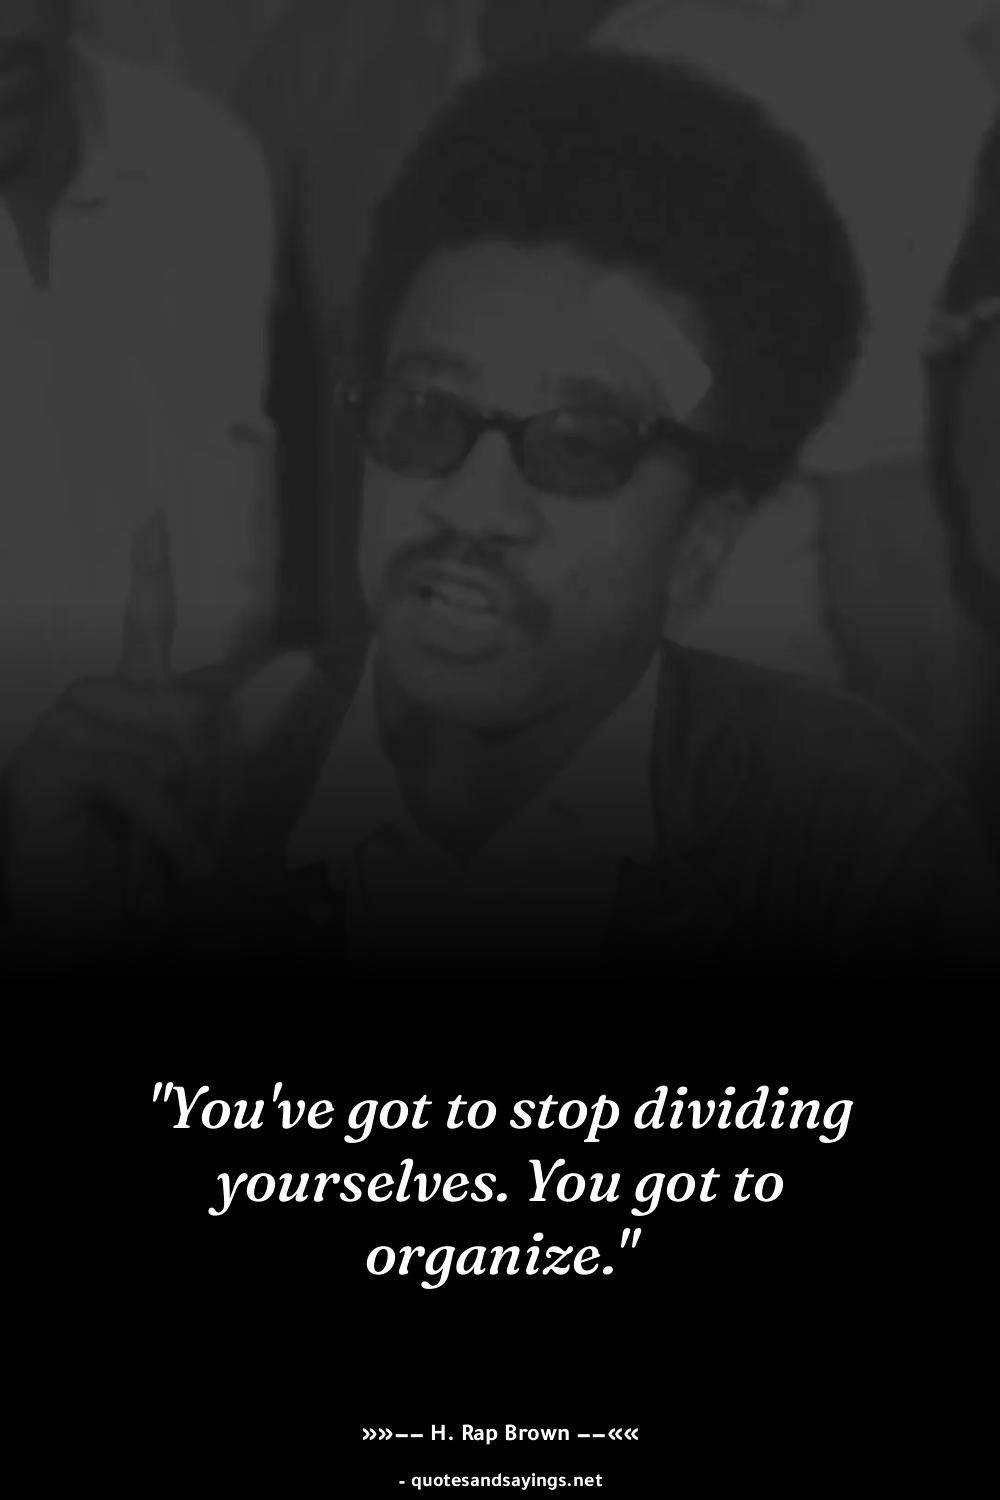 "You've got to stop dividing
yourselves. You got to
organize."
»»−− H. Rap Brown −−««
- quotesandsayings.net